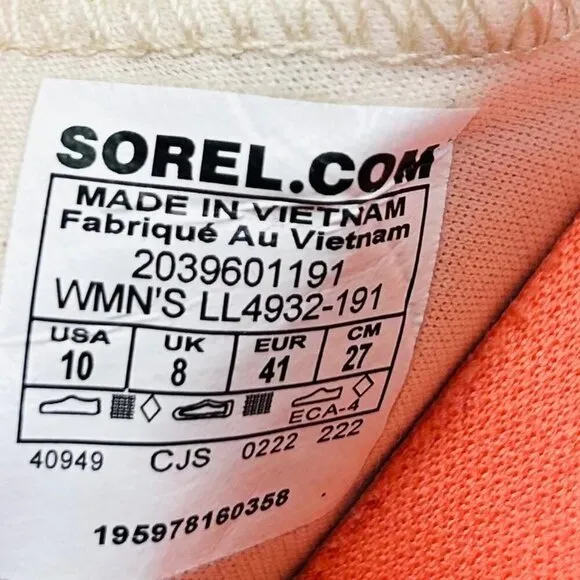 SOREL.COM
MADE IN VIETNAM
Fabriqué Au Vietnam
2039601191
WMN'S LL4932-191
USA UK EUR CM
10 8 41 27
ECA-4
40949 CJS 0222 222
195978160358